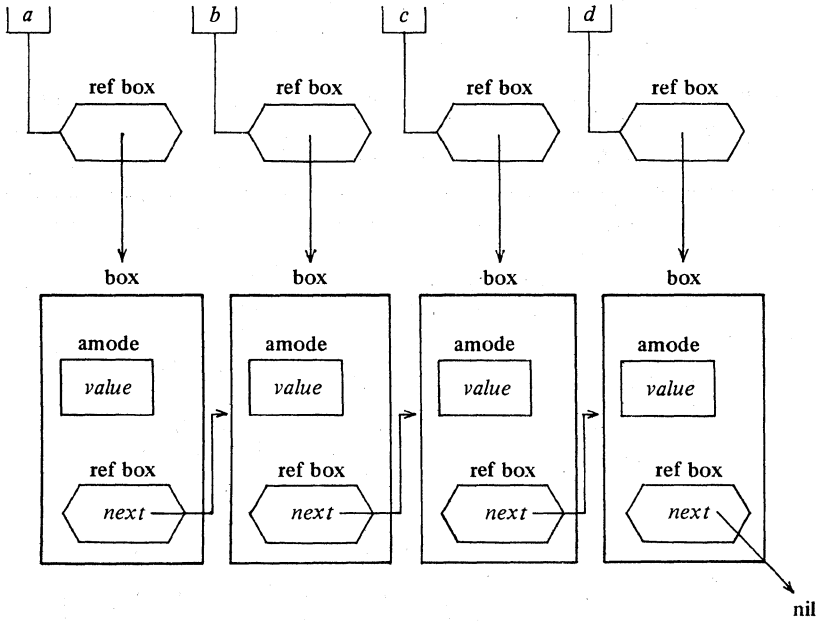 a b c d
ref box ref box ref box ref box
box box box box
amode amode amode amode
value value value value
ref box ref box ref box ref box
next next next next
nil